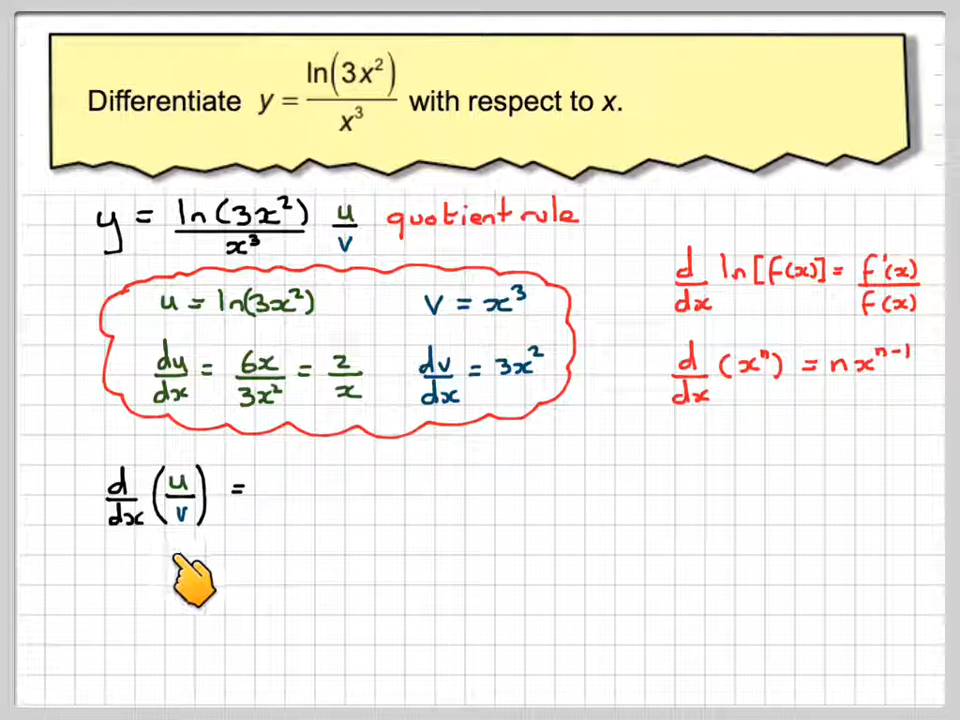 Differentiate y = ln(3x²)/x³ with respect to x.
y = ln(3x²)/x³ u/v quotient rule
d/dx ln[f(x)] = f'(x)/f(x)
u = ln(3x²) v = x³
du/dx = 6x/3x² = 2/x dv/dx = 3x²
d/dx (xⁿ) = nxⁿ⁻¹
d/dx (u/v) =